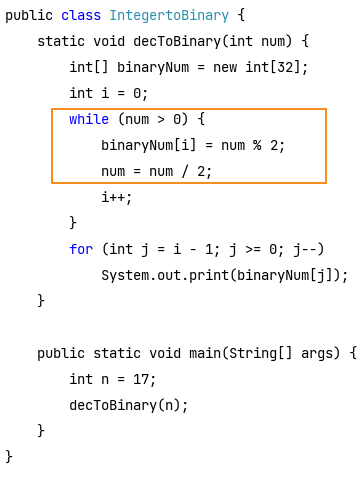 public class IntegertoBinary {
    static void decToBinary(int num) {
        int[] binaryNum = new int[32];
        int i = 0;
        while (num > 0) {
            binaryNum[i] = num % 2;
            num = num / 2;
            i++;
        }
        for (int j = i - 1; j >= 0; j--)
            System.out.print(binaryNum[j]);
    }

    public static void main(String[] args) {
        int n = 17;
        decToBinary(n);
    }
}